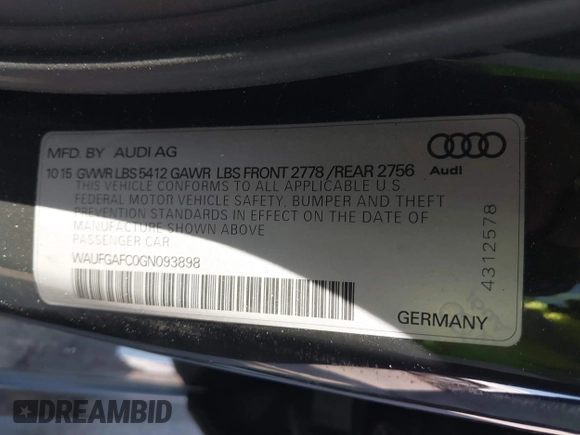 MFD. BY AUDI AG
Audi
10 15 GVWR LBS 5412 GAWR LBS FRONT 2778 /REAR 2756
THIS VEHICLE CONFORMS TO ALL APPLICABLE U.S
FEDERAL MOTOR VEHICLE SAFETY, BUMPER AND THEFT
PREVENTION STANDARDS IN EFFECT ON THE DATE OF
MANUFACTURE SHOWN ABOVE
PASSENGER CAR
WAUFGAFC0GN093898
4312578
GERMANY
DREAMBID